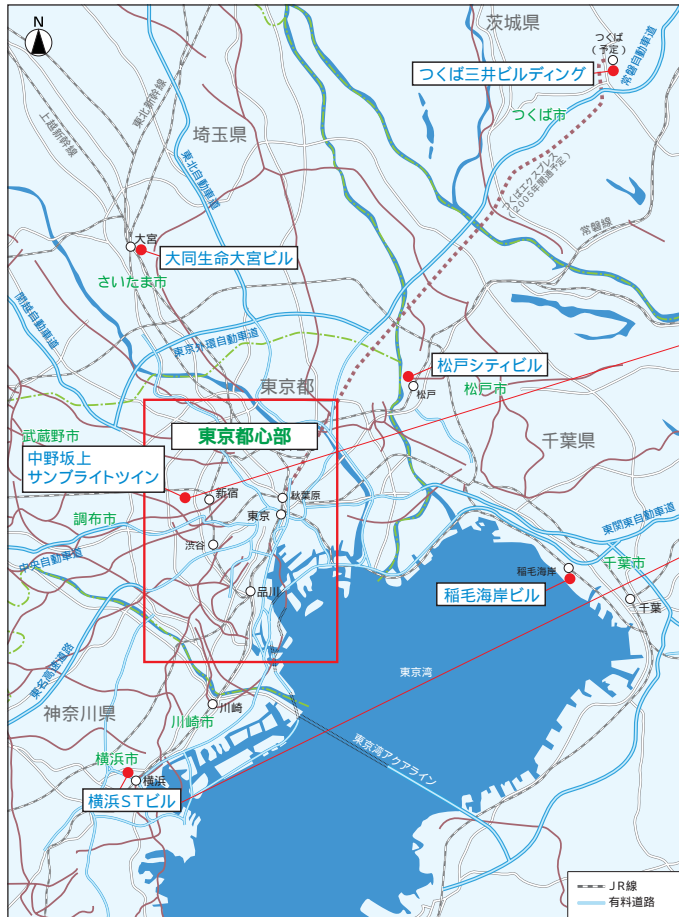 N
茨城県
つくば
(予定)
常磐自動車道
つくば三井ビルディング
つくば市
上越新幹線
東北新幹線
埼玉県
東北自動車道
つくばエクスプレス
(2005年開通予定)
常磐線
大宮
大同生命大宮ビル
さいたま市
関越自動車道
東京外環自動車道
東京都
松戸シティビル
松戸
松戸市
千葉県
武蔵野市
東京都心部
中野坂上
サンブライトツイン
新宿
秋葉原
東京
調布市
渋谷
中央自動車道
東関東自動車道
千葉市
稲毛海岸
稲毛海岸ビル
千葉
品川
東名高速道路
東京湾
神奈川県
川崎市
川崎
東京湾アクアライン
横浜市
横浜
横浜STビル
JR線
有料道路